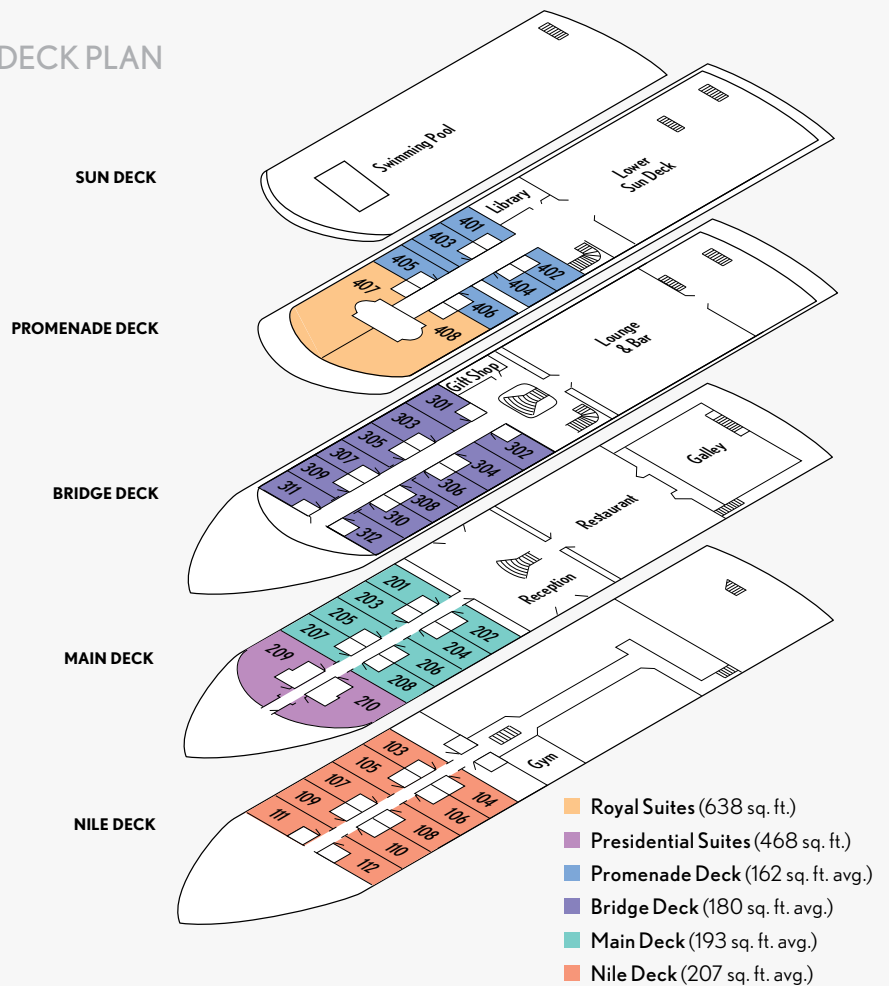 DECK PLAN
SUN DECK
Swimming Pool
PROMENADE DECK
Lower
Sun Deck
Library
401
403
405
407
402
404
406
408
BRIDGE DECK
Lounge
& Bar
Gift Shop
301
303
305
307
309
311
302
304
306
308
310
312
MAIN DECK
Galley
Restaurant
Reception
201
203
205
207
209
202
204
206
208
210
NILE DECK
Gym
103
105
107
109
111
104
106
108
110
112
Royal Suites (638 sq. ft.)
Presidential Suites (468 sq. ft.)
Promenade Deck (162 sq. ft. avg.)
Bridge Deck (180 sq. ft. avg.)
Main Deck (193 sq. ft. avg.)
Nile Deck (207 sq. ft. avg.)